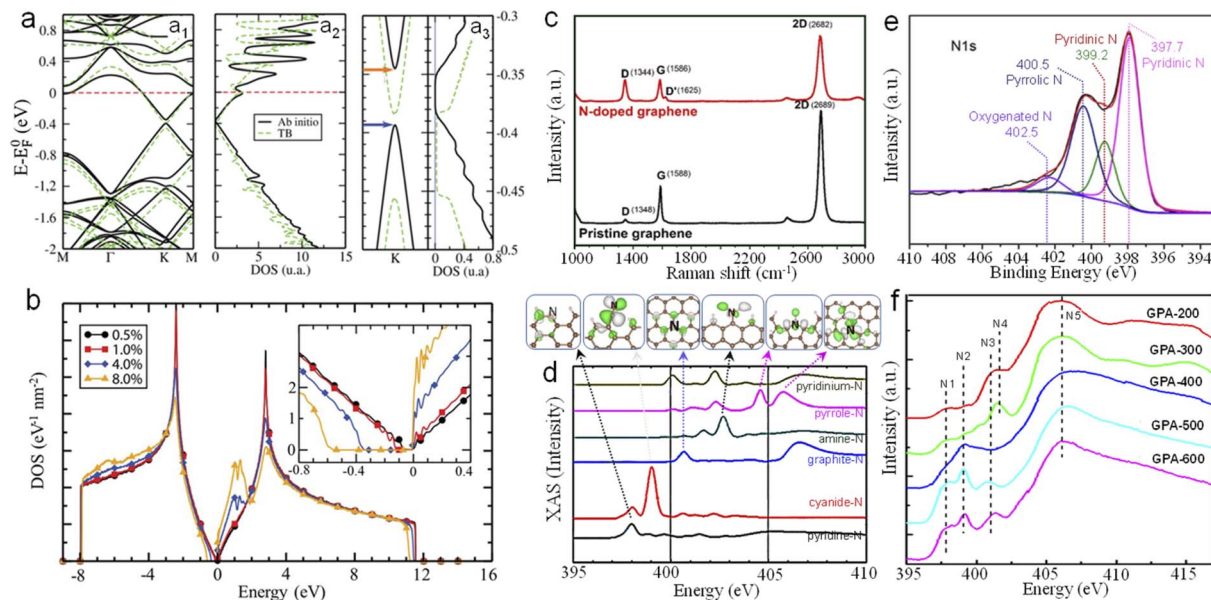 a₁
a₂
a₃
E-E⁰_F (eV)
0.8
0.4
0
-0.4
-0.8
-1.2
-1.6
-2
M Γ K M
Ab initio
TB
0 5 10 15
DOS (u.a.)
K
-0.3
-0.35
-0.4
-0.45
-0.5
0 0.2 0.4 0.6 0.8
DOS (u.a)
a
b
0.5%
1.0%
4.0%
8.0%
2
1
0
-0.8 -0.4 0 0.4
DOS (eV⁻¹ nm⁻²)
-8 -4 0 4 8 12 16
Energy (eV)
c
2D (2682)
D (1344)
G (1586)
D' (1625)
N-doped graphene
2D (2689)
G (1588)
D (1348)
Pristine graphene
Intensity (a.u.)
1000 1400 1800 2200 2600 3000
Raman shift (cm⁻¹)
N N N N N N
d
pyridinium-N
pyrrole-N
amine-N
graphite-N
cyanide-N
pyridine-N
XAS (Intensity)
395 400 405 410
Energy (eV)
e
N1s
Pyridinic N
399.2
397.7
Pyridinic N
400.5
Pyrrolic N
Oxygenated N
402.5
Intensity (a.u.)
410 408 406 404 402 400 398 396 394
Binding Energy (eV)
f
N1
N2
N3
N4
N5
GPA-200
GPA-300
GPA-400
GPA-500
GPA-600
Intensity (a.u.)
395 400 405 410 415
Energy (eV)